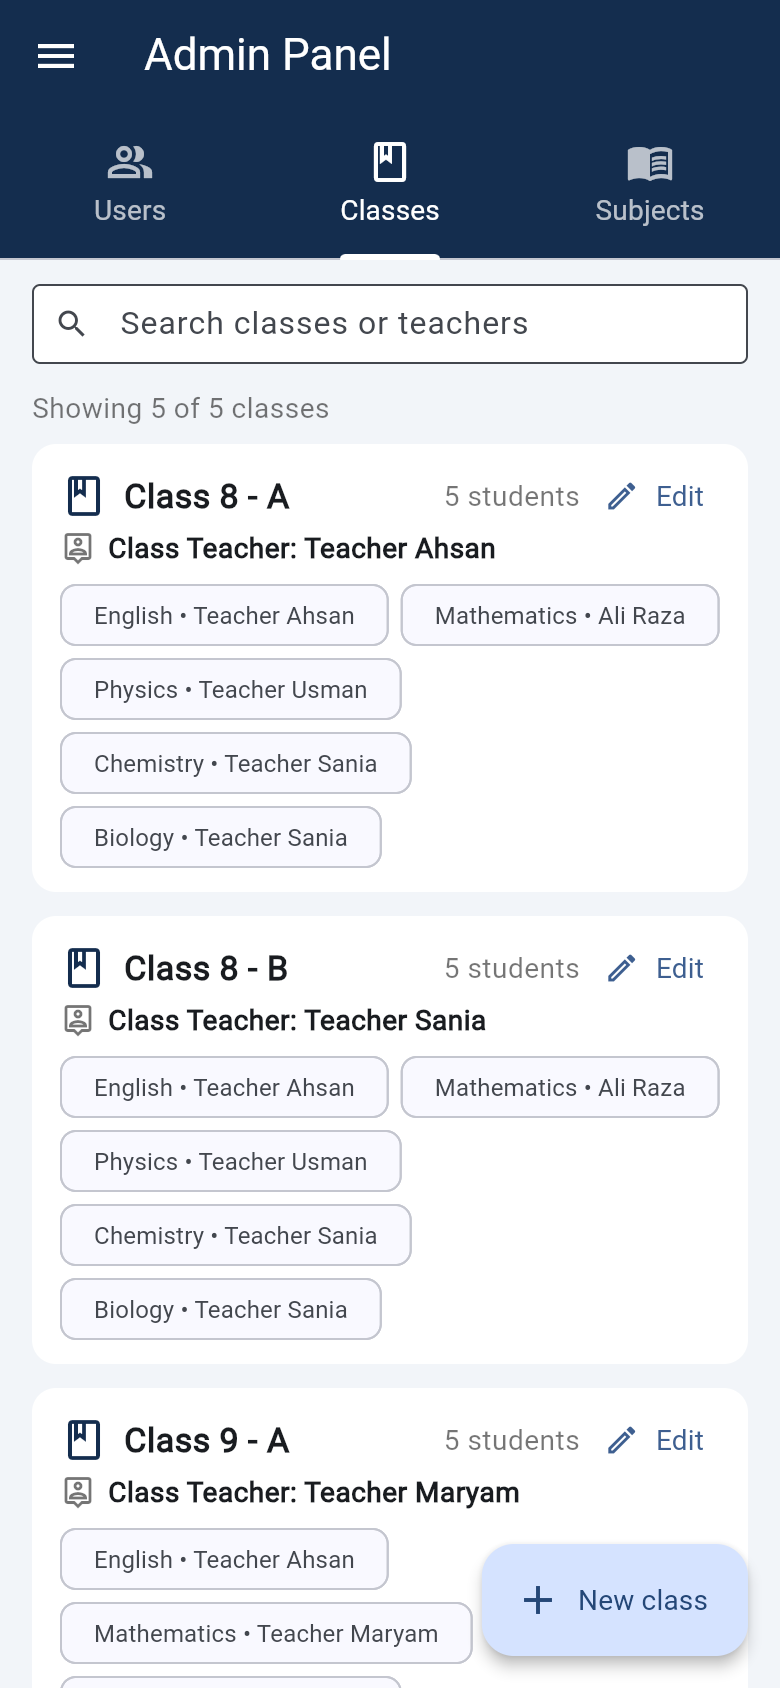 Admin Panel
Users Classes Subjects
Search classes or teachers
Showing 5 of 5 classes
Class 8 - A 5 students Edit
Class Teacher: Teacher Ahsan
English • Teacher Ahsan Mathematics • Ali Raza
Physics • Teacher Usman
Chemistry • Teacher Sania
Biology • Teacher Sania
Class 8 - B 5 students Edit
Class Teacher: Teacher Sania
English • Teacher Ahsan Mathematics • Ali Raza
Physics • Teacher Usman
Chemistry • Teacher Sania
Biology • Teacher Sania
Class 9 - A 5 students Edit
Class Teacher: Teacher Maryam
English • Teacher Ahsan
New class
Mathematics • Teacher Maryam